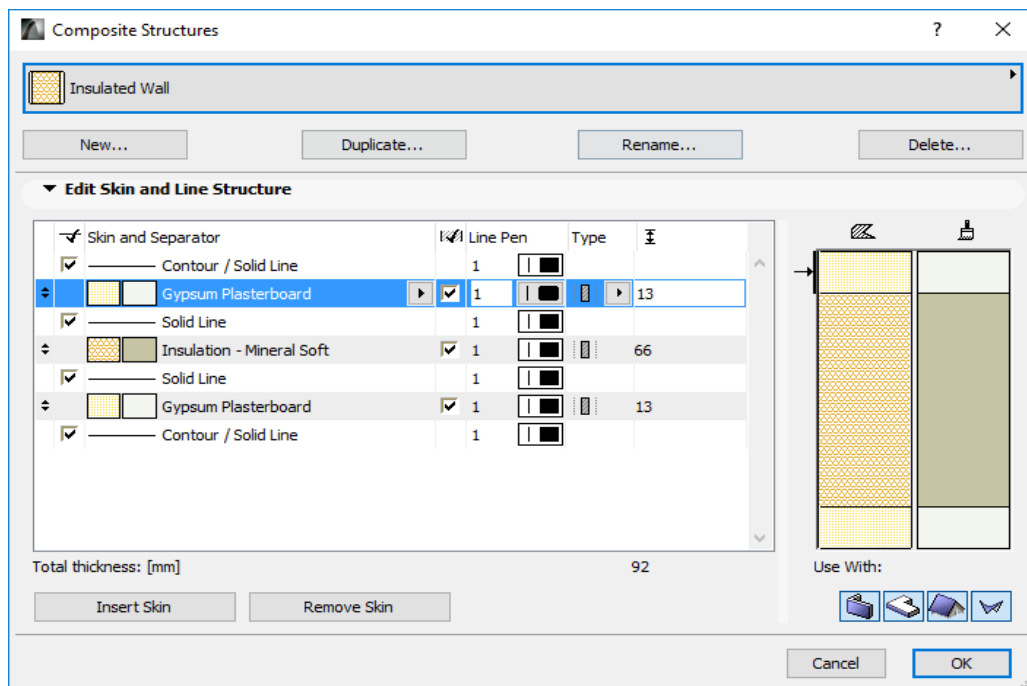 Composite Structures ?
Insulated Wall
New... Duplicate... Rename... Delete...
Edit Skin and Line Structure
Skin and Separator Line Pen Type
Contour / Solid Line 1
Gypsum Plasterboard 1 13
Solid Line 1
Insulation - Mineral Soft 1 66
Solid Line 1
Gypsum Plasterboard 1 13
Contour / Solid Line 1
Total thickness: [mm] 92 Use With:
Insert Skin Remove Skin
Cancel OK